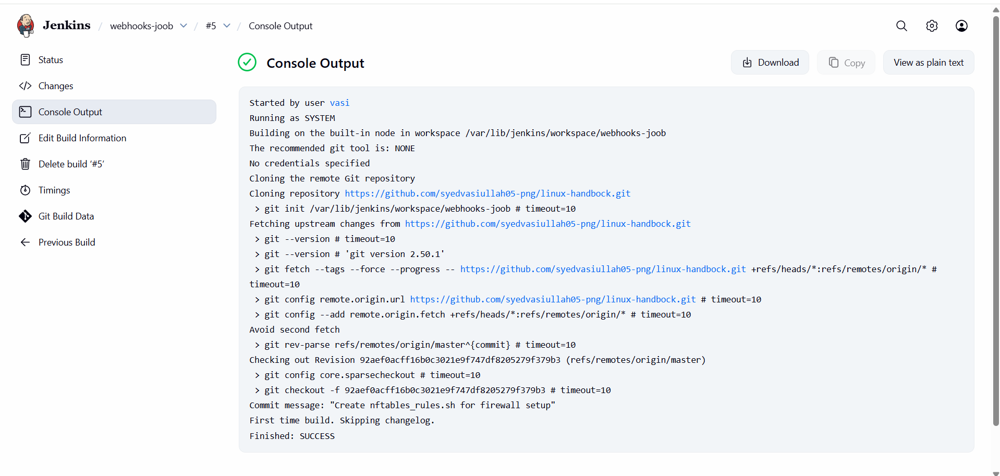 Jenkins / webhooks-joob / #5 / Console Output
Status
Changes
Console Output
Edit Build Information
Delete build ‘#5’
Timings
Git Build Data
Previous Build
Console Output
Download
Copy
View as plain text
Started by user vasi
Running as SYSTEM
Building on the built-in node in workspace /var/lib/jenkins/workspace/webhooks-joob
The recommended git tool is: NONE
No credentials specified
Cloning the remote Git repository
Cloning repository https://github.com/syedvasiullah05-png/linux-handbock.git
> git init /var/lib/jenkins/workspace/webhooks-joob # timeout=10
Fetching upstream changes from https://github.com/syedvasiullah05-png/linux-handbock.git
> git --version # timeout=10
> git --version # 'git version 2.50.1'
> git fetch --tags --force --progress -- https://github.com/syedvasiullah05-png/linux-handbock.git +refs/heads/*:refs/remotes/origin/* #
timeout=10
> git config remote.origin.url https://github.com/syedvasiullah05-png/linux-handbock.git # timeout=10
> git config --add remote.origin.fetch +refs/heads/*:refs/remotes/origin/* # timeout=10
Avoid second fetch
> git rev-parse refs/remotes/origin/master^{commit} # timeout=10
Checking out Revision 92aef0acff16b0c3021e9f747df8205279f379b3 (refs/remotes/origin/master)
> git config core.sparsecheckout # timeout=10
> git checkout -f 92aef0acff16b0c3021e9f747df8205279f379b3 # timeout=10
Commit message: "Create nftables_rules.sh for firewall setup"
First time build. Skipping changelog.
Finished: SUCCESS